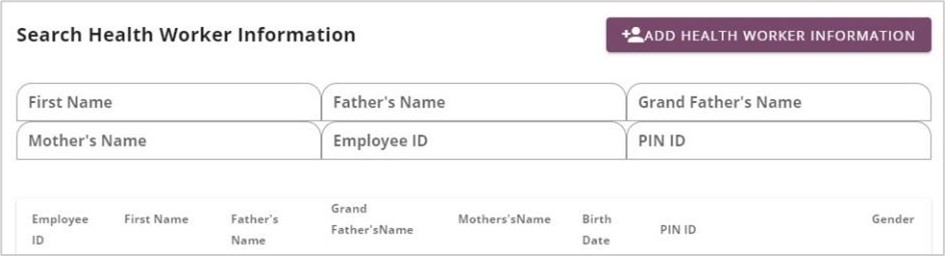 Search Health Worker Information
ADD HEALTH WORKER INFORMATION
First Name
Father's Name
Grand Father's Name
Mother's Name
Employee ID
PIN ID
Employee
ID
First Name
Father's
Name
Grand
Father'sName
Mothers'sName
Birth
Date
PIN ID
Gender